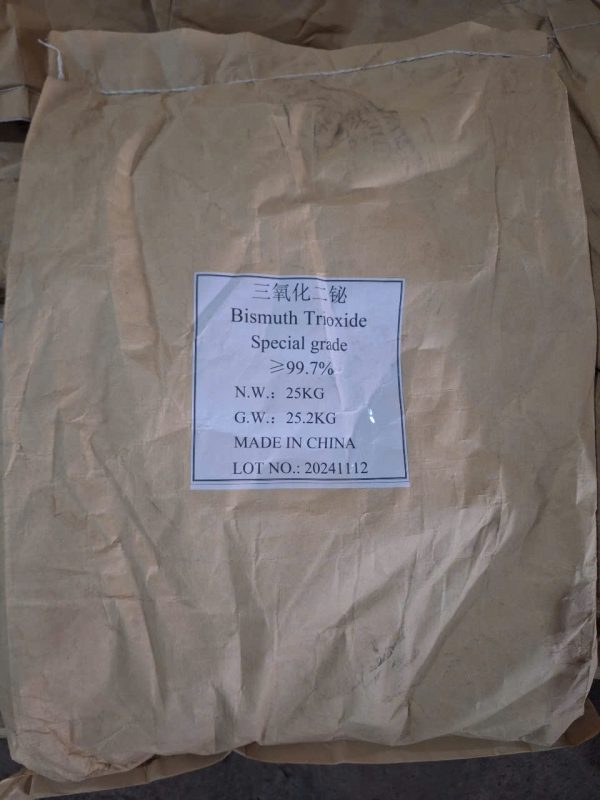 三氧化二铋
Bismuth Trioxide
Special grade
≥99.7%
N.W.: 25KG
G.W.: 25.2KG
MADE IN CHINA
LOT NO.: 20241112